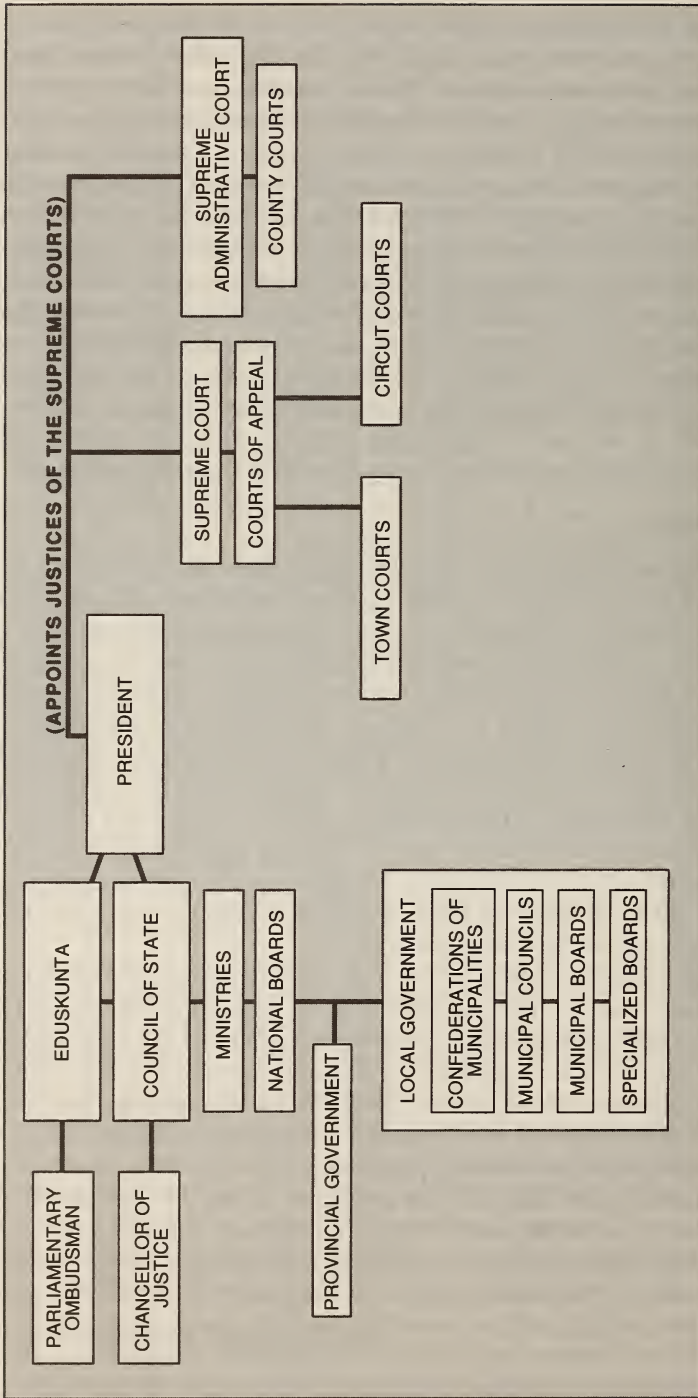 (APPOINTS JUSTICES OF THE SUPREME COURTS)
PARLIAMENTARY
OMBUDSMAN
EDUSKUNTA
PRESIDENT
CHANCELLOR OF
JUSTICE
COUNCIL OF STATE
MINISTRIES
NATIONAL BOARDS
PROVINCIAL GOVERNMENT
LOCAL GOVERNMENT
CONFEDERATIONS OF
MUNICIPALITIES
MUNICIPAL COUNCILS
MUNICIPAL BOARDS
SPECIALIZED BOARDS
SUPREME COURT
COURTS OF APPEAL
TOWN COURTS
CIRCUT COURTS
SUPREME
ADMINISTRATIVE COURT
COUNTY COURTS